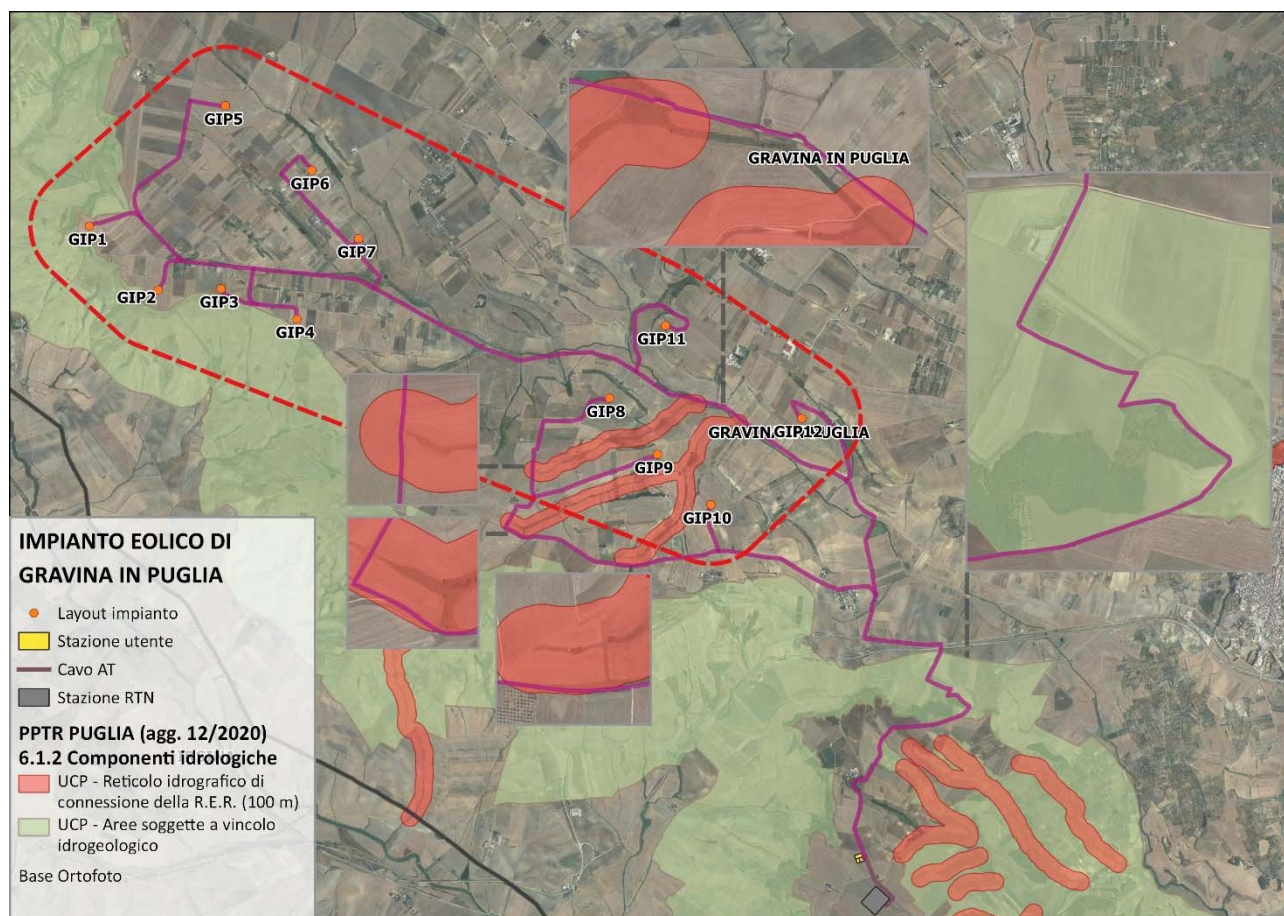 GIP5
GRAVINA IN PUGLIA
GIP6
GIP1
GIP7
GIP2
GIP3
GIP4
GIP11
GIP8
GIP12
GIP9
GIP10
IMPIANTO EOLICO DI
GRAVINA IN PUGLIA
Layout impianto
Stazione utente
Cavo AT
Stazione RTN
PPTR PUGLIA (agg. 12/2020)
6.1.2 Componenti idrologiche
UCP - Reticolo idrografico di
connessione della R.E.R. (100 m)
UCP - Aree soggette a vincolo
idrogeologico
Base Ortofoto